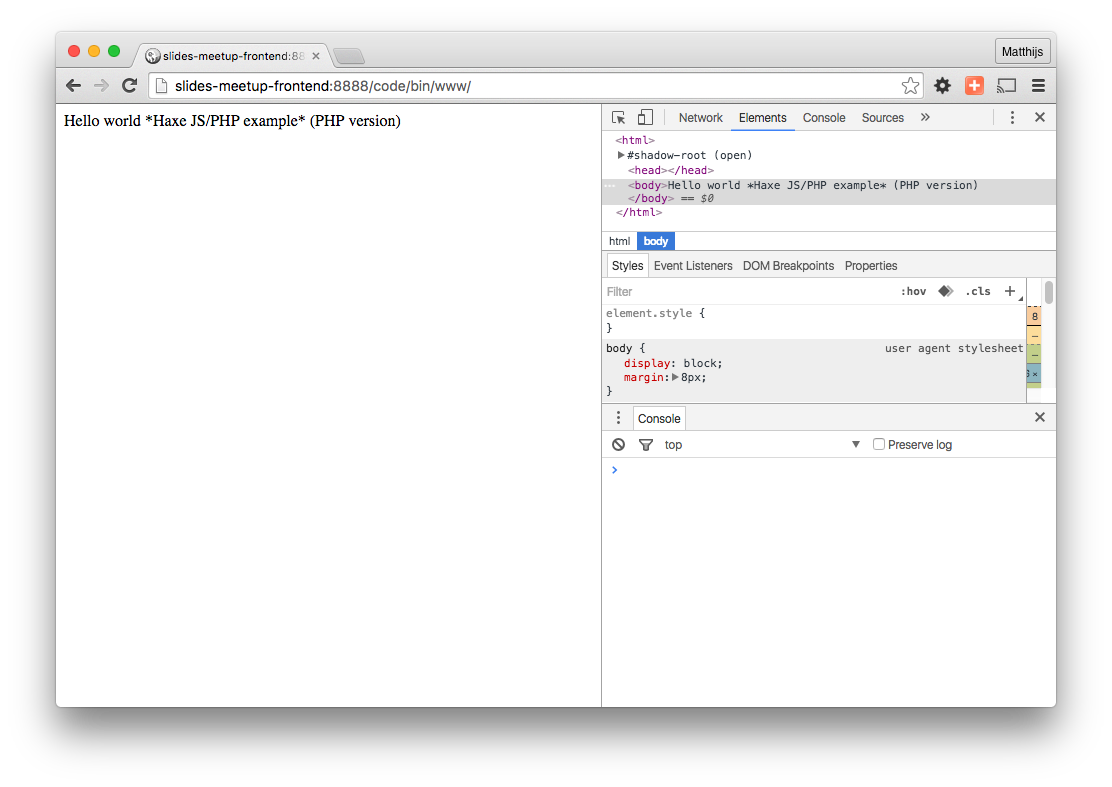 slides-meetup-frontend:88
Matthijs
slides-meetup-frontend:8888/code/bin/www/
Hello world *Haxe JS/PHP example* (PHP version)
Network Elements Console Sources »
<html>
▶#shadow-root (open)
<head></head>
<body>Hello world *Haxe JS/PHP example* (PHP version)
</body> == $0
</html>
html body
Styles Event Listeners DOM Breakpoints Properties
Filter :hov .cls +
element.style {
}
body { user agent stylesheet
display: block;
margin:▶8px;
}
8
–
–
Console
top ▼ Preserve log
>